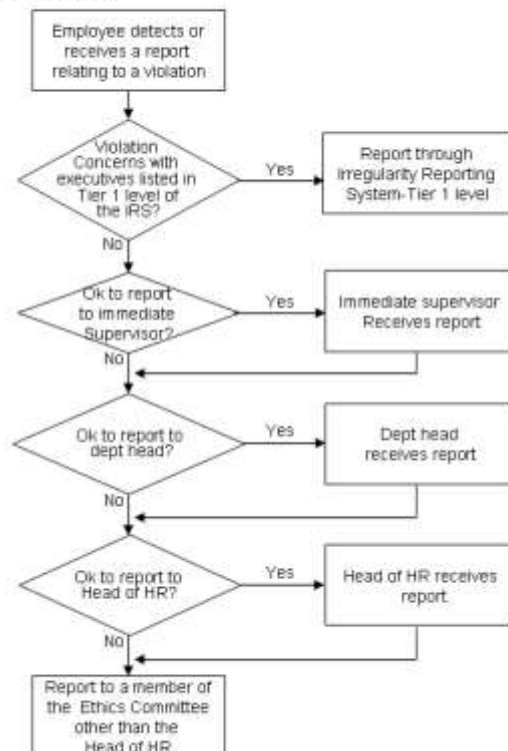 Employee detects or
receives a report
relating to a violation
Violation
Concerns with
executives listed in
Tier 1 level of
the IRS?
Yes
Report through
Irregularity Reporting
System-Tier 1 level
No
Ok to report
to immediate
Supervisor?
Yes
Immediate supervisor
Receives report
No
Ok to report to
dept head?
Yes
Dept head
receives report
No
Ok to report to
Head of HR?
Yes
Head of HR receives
report
No
Report to a member of
the Ethics Committee
other than the
Head of HR